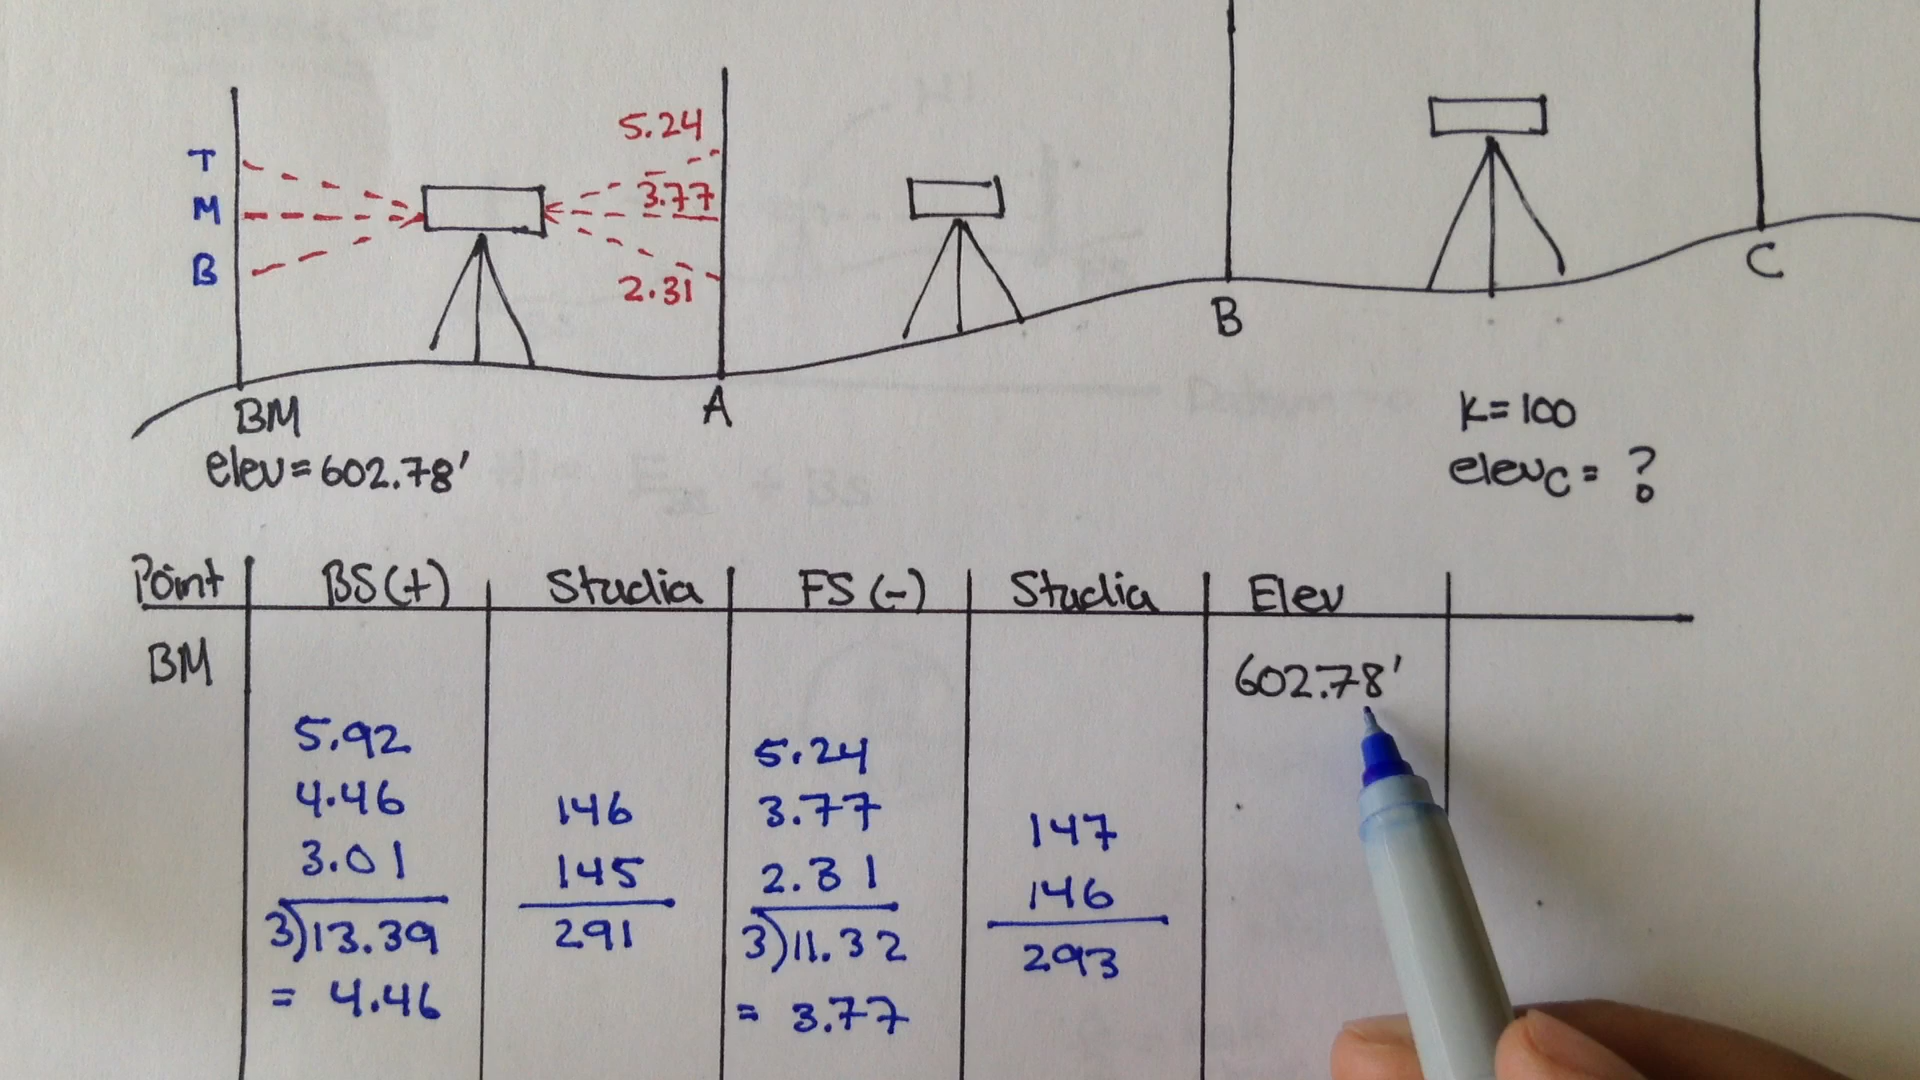 5.24
T
3.77
M
B
2.31
B
C
BM
A
K=100
elev=602.78'
elevC= ?
Point BS(+) Stadia FS(-) Stadia Elev
BM 602.78'
5.92 5.24
4.46 146 3.77 147
3.01 145 2.31 146
3)13.39 291 3)11.32 293
= 4.46 = 3.77